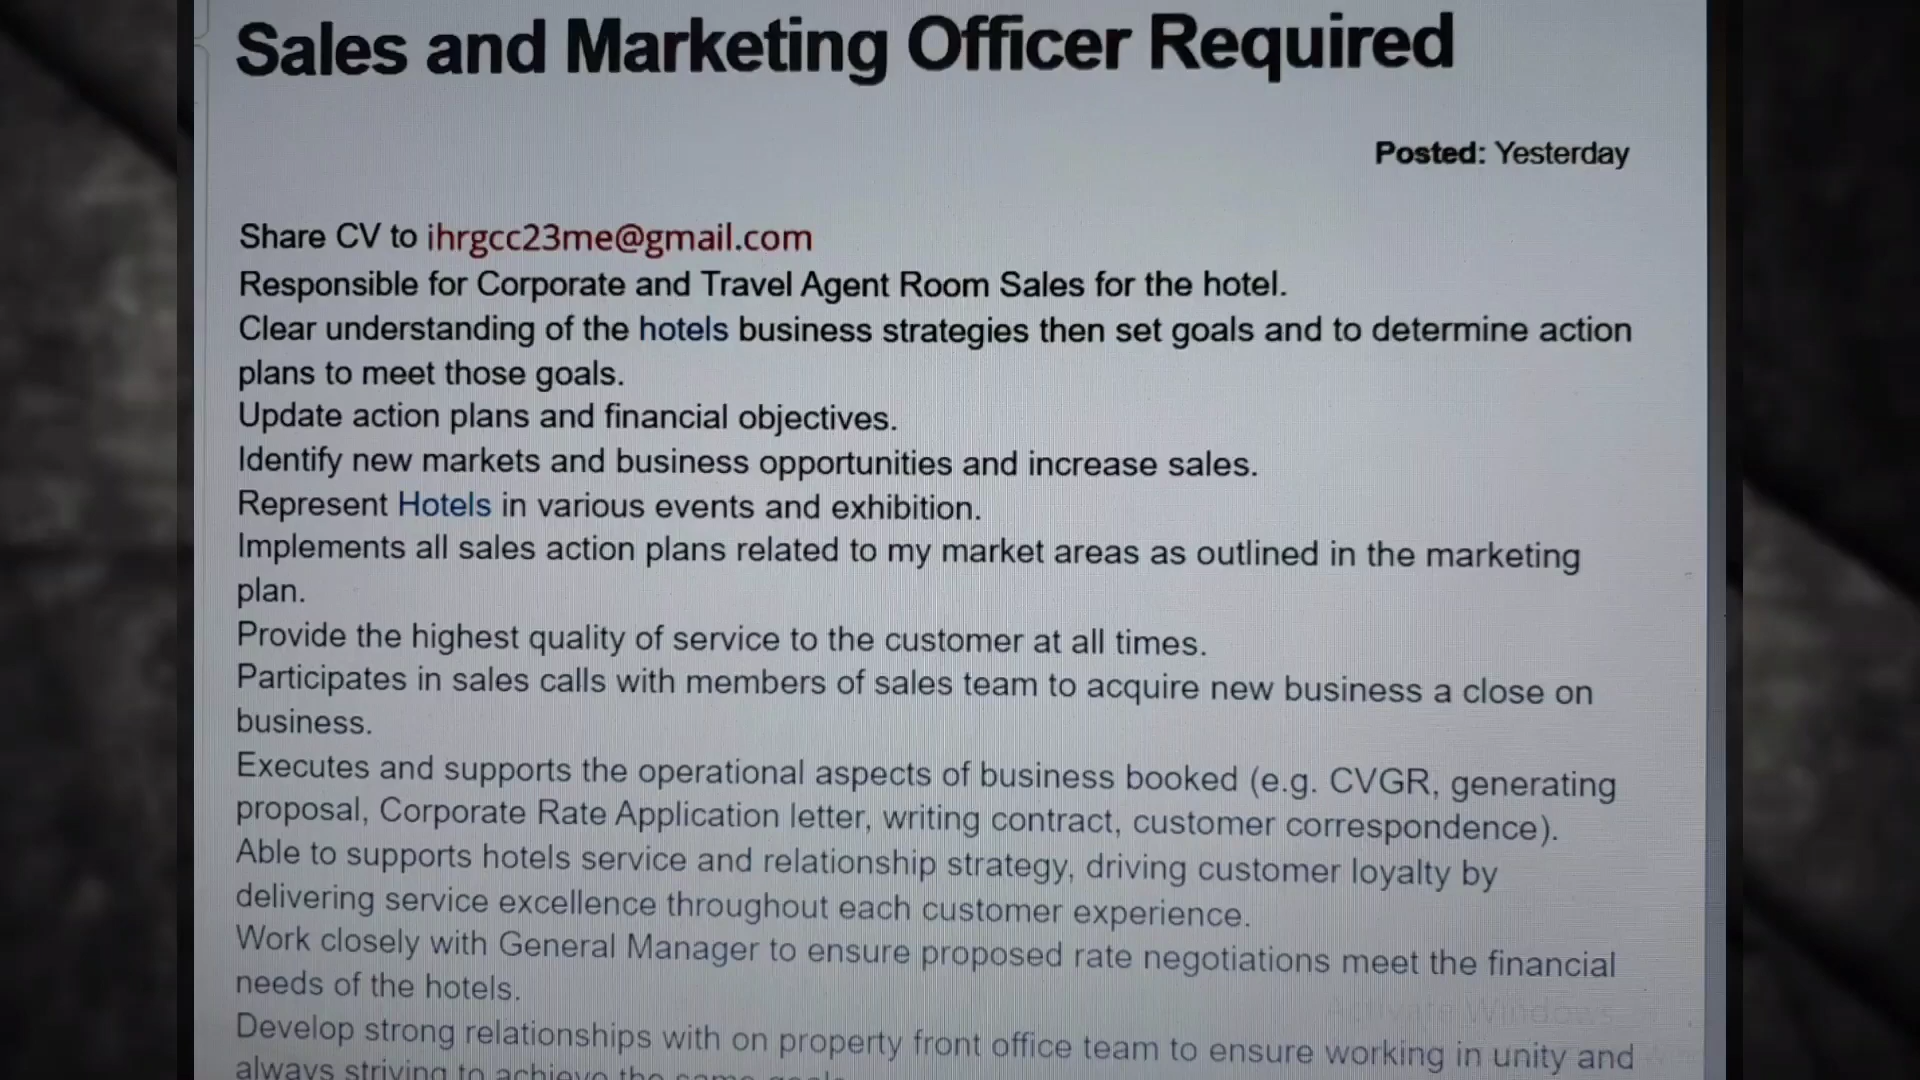 Sales and Marketing Officer Required
Posted: Yesterday
Share CV to ihrgcc23me@gmail.com
Responsible for Corporate and Travel Agent Room Sales for the hotel.
Clear understanding of the hotels business strategies then set goals and to determine action
plans to meet those goals.
Update action plans and financial objectives.
Identify new markets and business opportunities and increase sales.
Represent Hotels in various events and exhibition.
Implements all sales action plans related to my market areas as outlined in the marketing
plan.
Provide the highest quality of service to the customer at all times.
Participates in sales calls with members of sales team to acquire new business a close on
business.
Executes and supports the operational aspects of business booked (e.g. CVGR, generating
proposal, Corporate Rate Application letter, writing contract, customer correspondence).
Able to supports hotels service and relationship strategy, driving customer loyalty by
delivering service excellence throughout each customer experience.
Work closely with General Manager to ensure proposed rate negotiations meet the financial
needs of the hotels.
Activate Windows
Develop strong relationships with on property front office team to ensure working in unity and
always striving to achieve the same goals